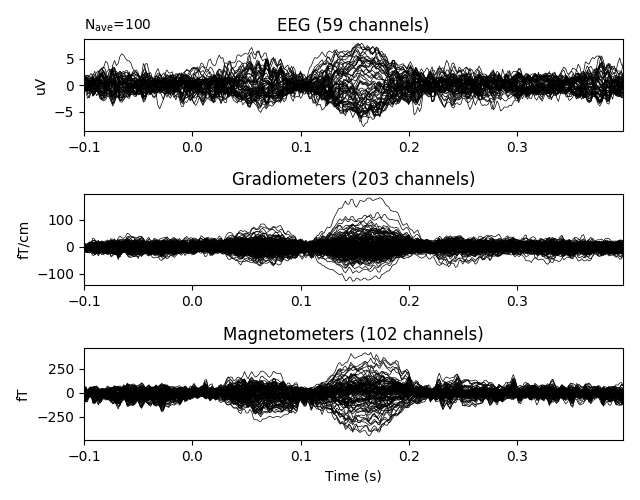 N_ave=100
EEG (59 channels)
5
0
−5
uV
−0.1 0.0 0.1 0.2 0.3
Gradiometers (203 channels)
100
0
−100
fT/cm
−0.1 0.0 0.1 0.2 0.3
Magnetometers (102 channels)
250
0
−250
fT
−0.1 0.0 0.1 0.2 0.3
Time (s)